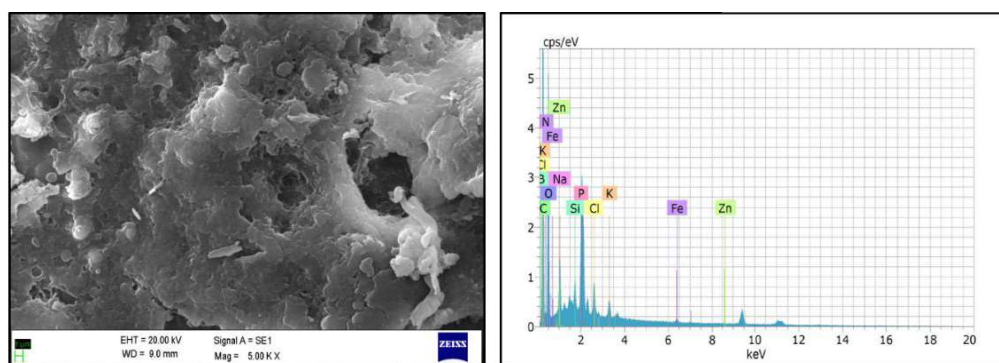 EHT = 20.00 kV Signal A = SE1
WD = 9.0 mm Mag = 5.00 K X
ZEISS
cps/eV
5
4
3
2
1
0
Zn
N
Fe
K
Cl
B Na P K
O
C Si Cl Fe Zn
2 4 6 8 10 12 14 16 18 20
keV